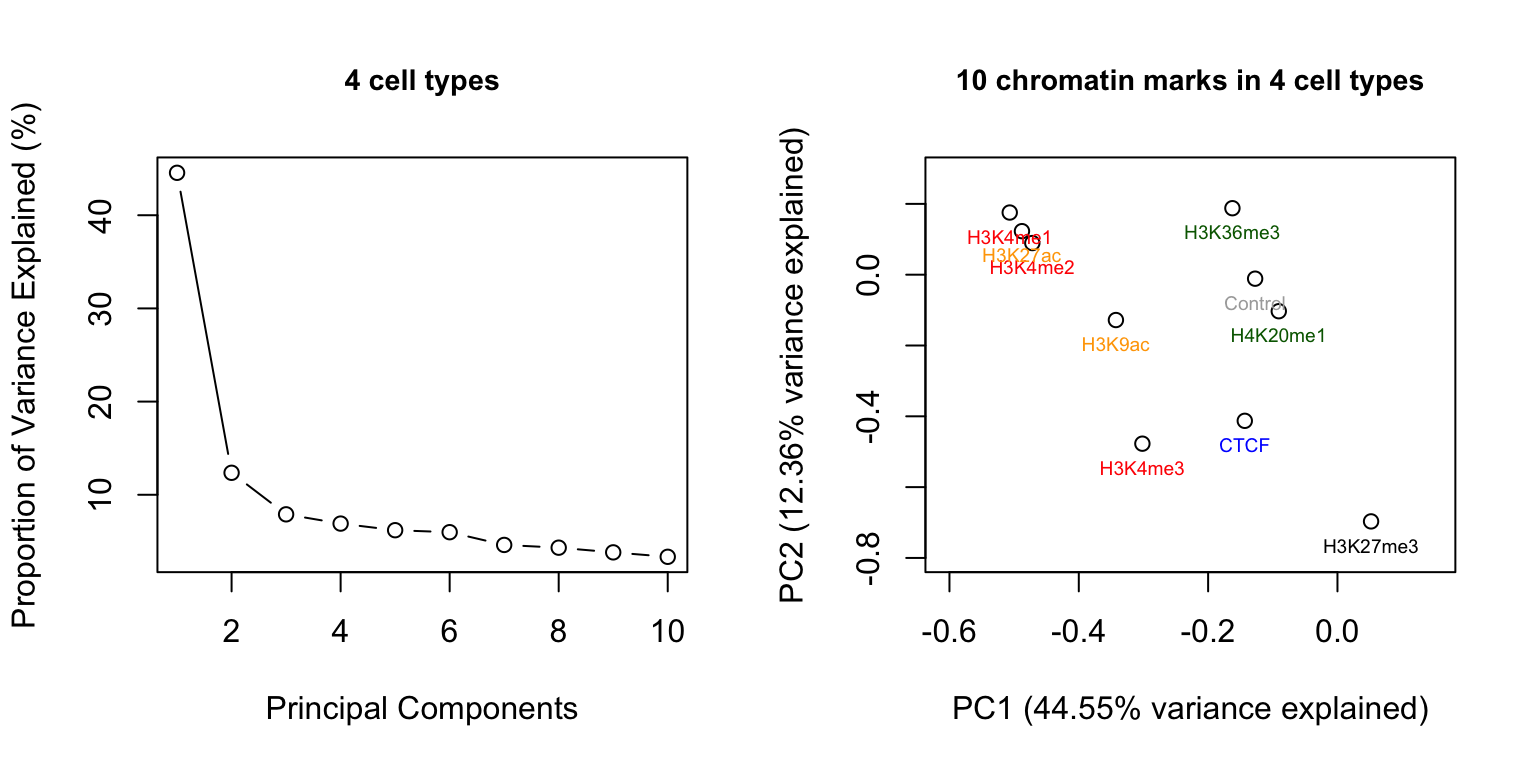 4 cell types
Proportion of Variance Explained (%)
40
30
20
10
2 4 6 8 10
Principal Components
10 chromatin marks in 4 cell types
PC2 (12.36% variance explained)
0.0
-0.4
-0.8
H3K36me3
H3K4me1
H3K27ac
H3K4me2
Control
H4K20me1
H3K9ac
CTCF
H3K4me3
H3K27me3
-0.6 -0.4 -0.2 0.0
PC1 (44.55% variance explained)